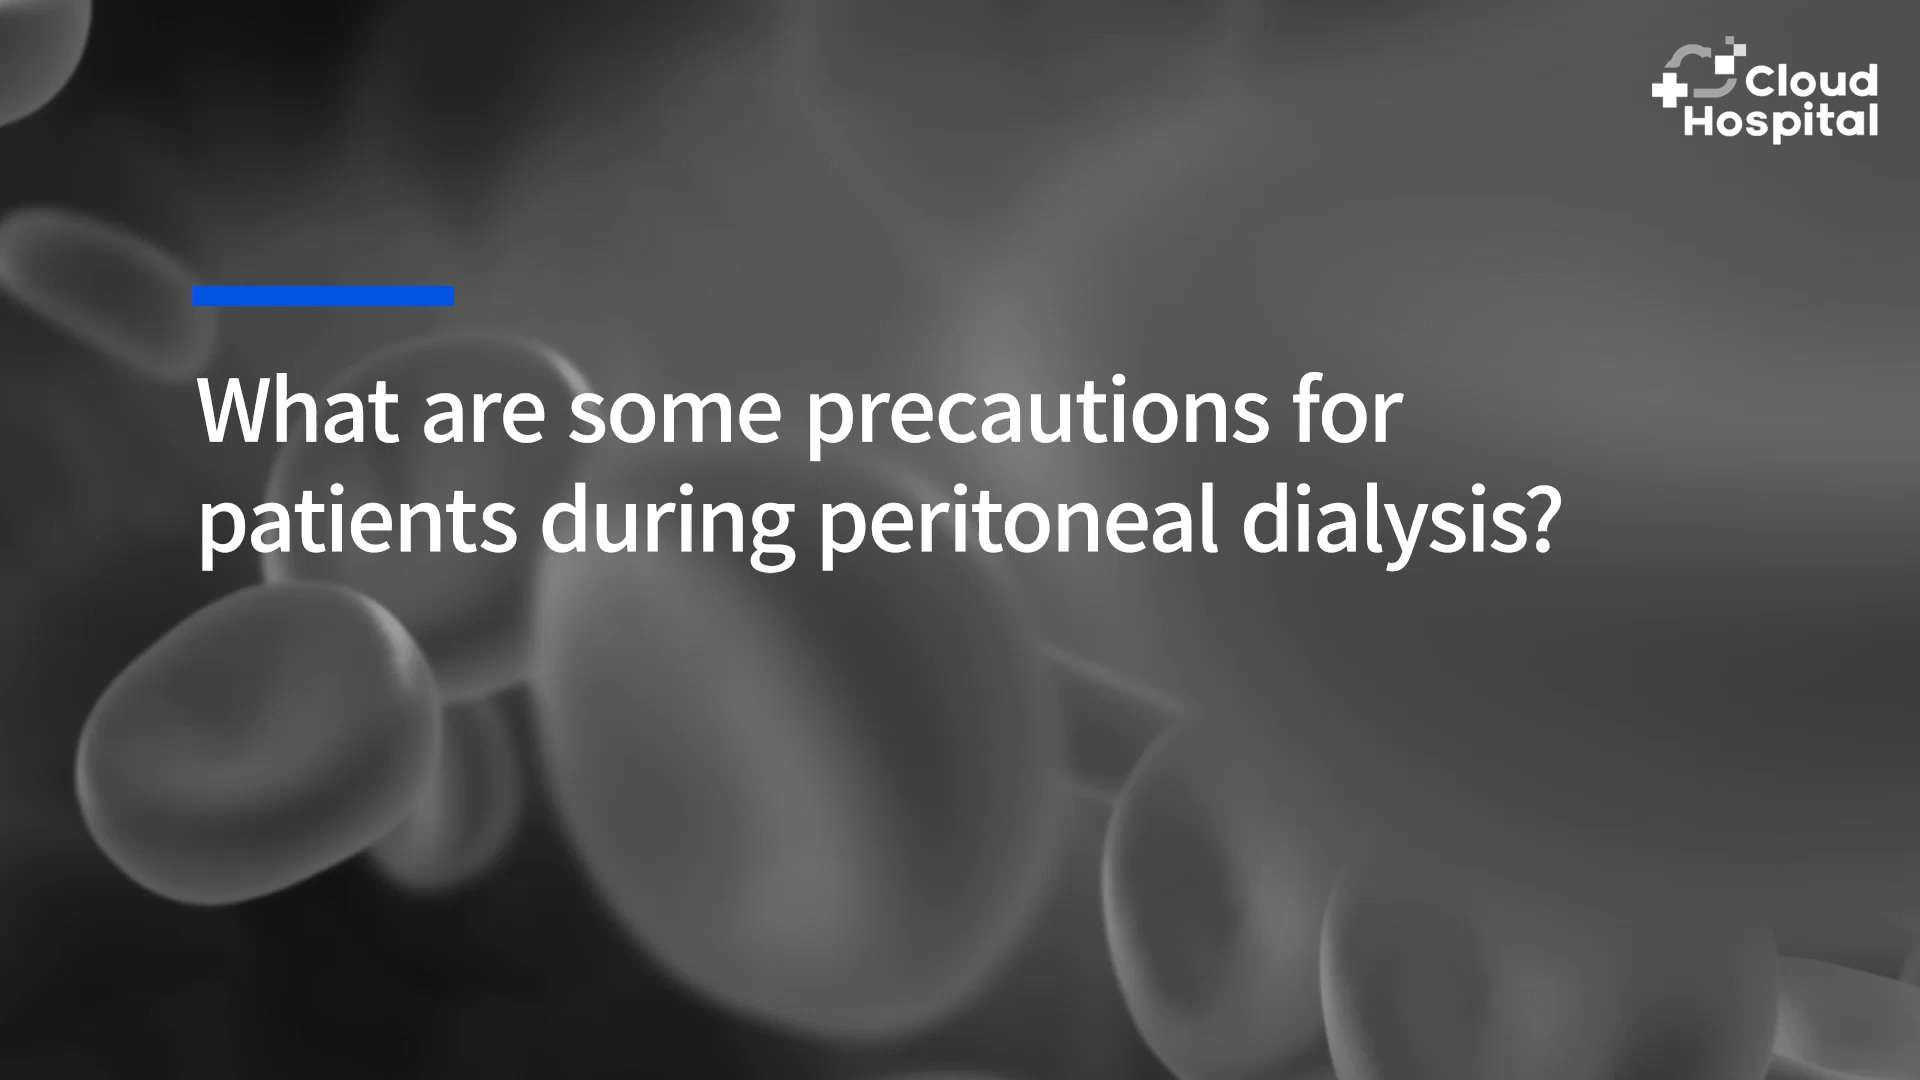 Cloud
Hospital
What are some precautions for
patients during peritoneal dialysis?